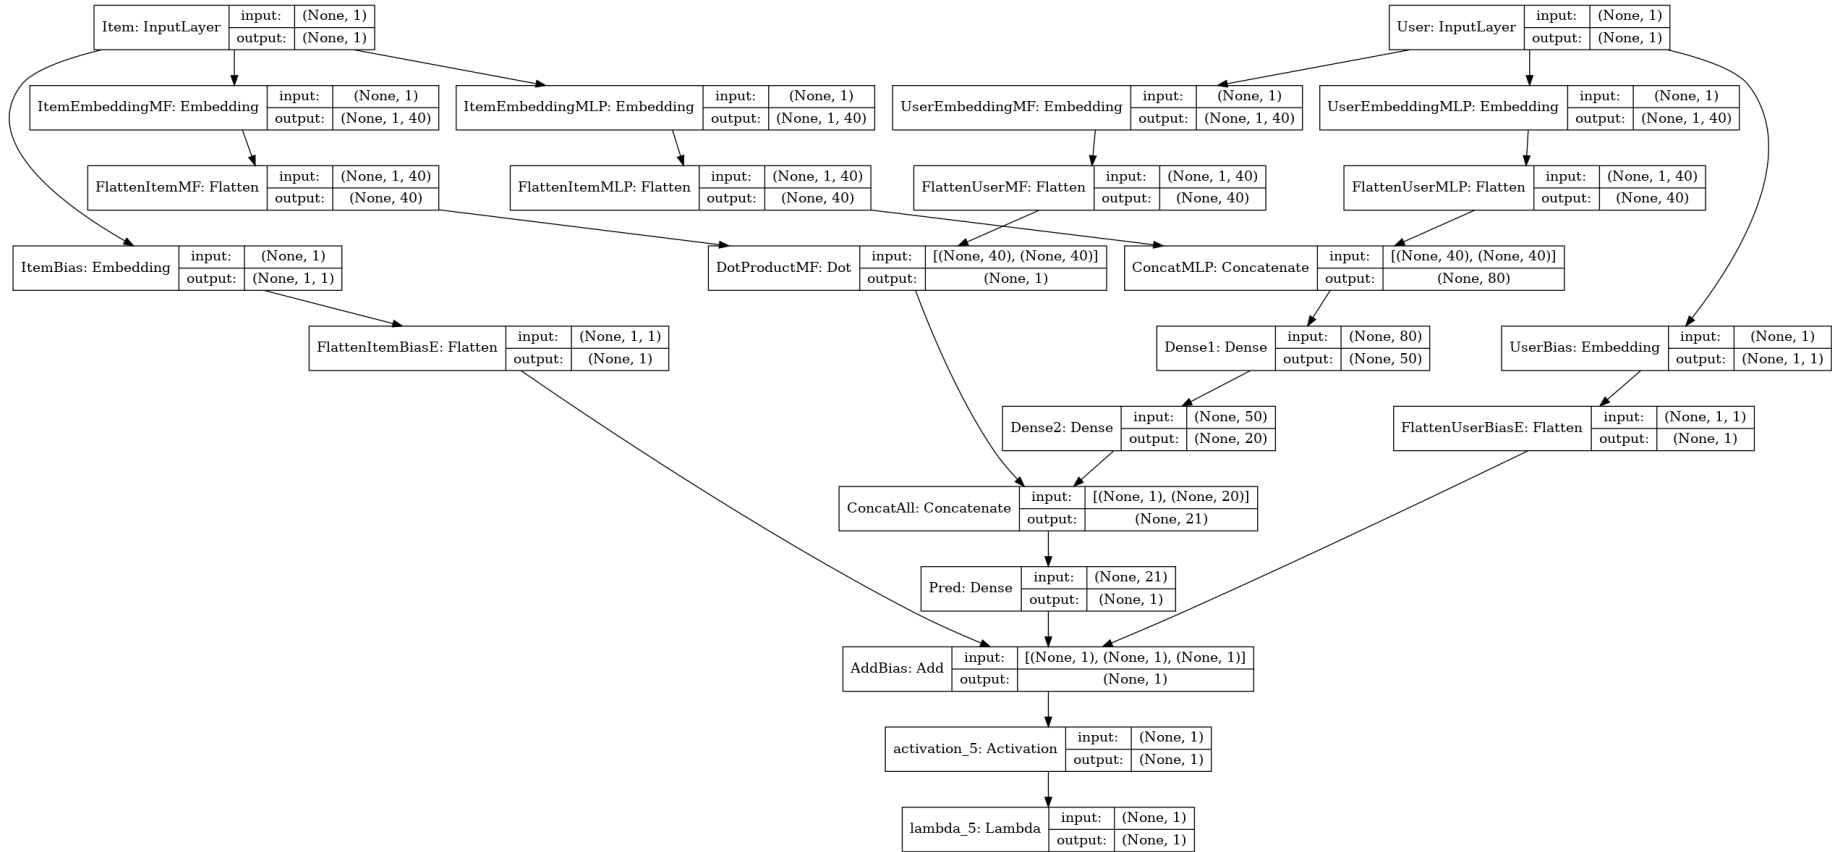 Item: InputLayer
input: (None, 1)
output: (None, 1)
User: InputLayer
input: (None, 1)
output: (None, 1)
ItemEmbeddingMF: Embedding
input: (None, 1)
output: (None, 1, 40)
ItemEmbeddingMLP: Embedding
input: (None, 1)
output: (None, 1, 40)
UserEmbeddingMF: Embedding
input: (None, 1)
output: (None, 1, 40)
UserEmbeddingMLP: Embedding
input: (None, 1)
output: (None, 1, 40)
FlattenItemMF: Flatten
input: (None, 1, 40)
output: (None, 40)
FlattenItemMLP: Flatten
input: (None, 1, 40)
output: (None, 40)
FlattenUserMF: Flatten
input: (None, 1, 40)
output: (None, 40)
FlattenUserMLP: Flatten
input: (None, 1, 40)
output: (None, 40)
ItemBias: Embedding
input: (None, 1)
output: (None, 1, 1)
DotProductMF: Dot
input: [(None, 40), (None, 40)]
output: (None, 1)
ConcatMLP: Concatenate
input: [(None, 40), (None, 40)]
output: (None, 80)
FlattenItemBiasE: Flatten
input: (None, 1, 1)
output: (None, 1)
Dense1: Dense
input: (None, 80)
output: (None, 50)
UserBias: Embedding
input: (None, 1)
output: (None, 1, 1)
Dense2: Dense
input: (None, 50)
output: (None, 20)
FlattenUserBiasE: Flatten
input: (None, 1, 1)
output: (None, 1)
ConcatAll: Concatenate
input: [(None, 1), (None, 20)]
output: (None, 21)
Pred: Dense
input: (None, 21)
output: (None, 1)
AddBias: Add
input: [(None, 1), (None, 1), (None, 1)]
output: (None, 1)
activation_5: Activation
input: (None, 1)
output: (None, 1)
lambda_5: Lambda
input: (None, 1)
output: (None, 1)